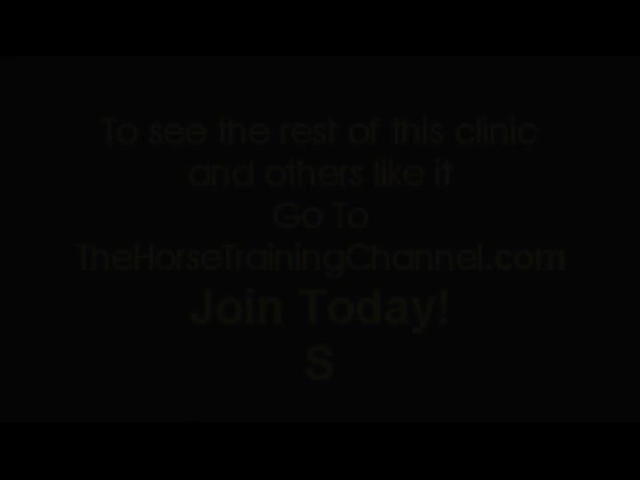 To see the rest of this clinic
and others like it
Go To
TheHorseTrainingChannel.com
Join Today!
S